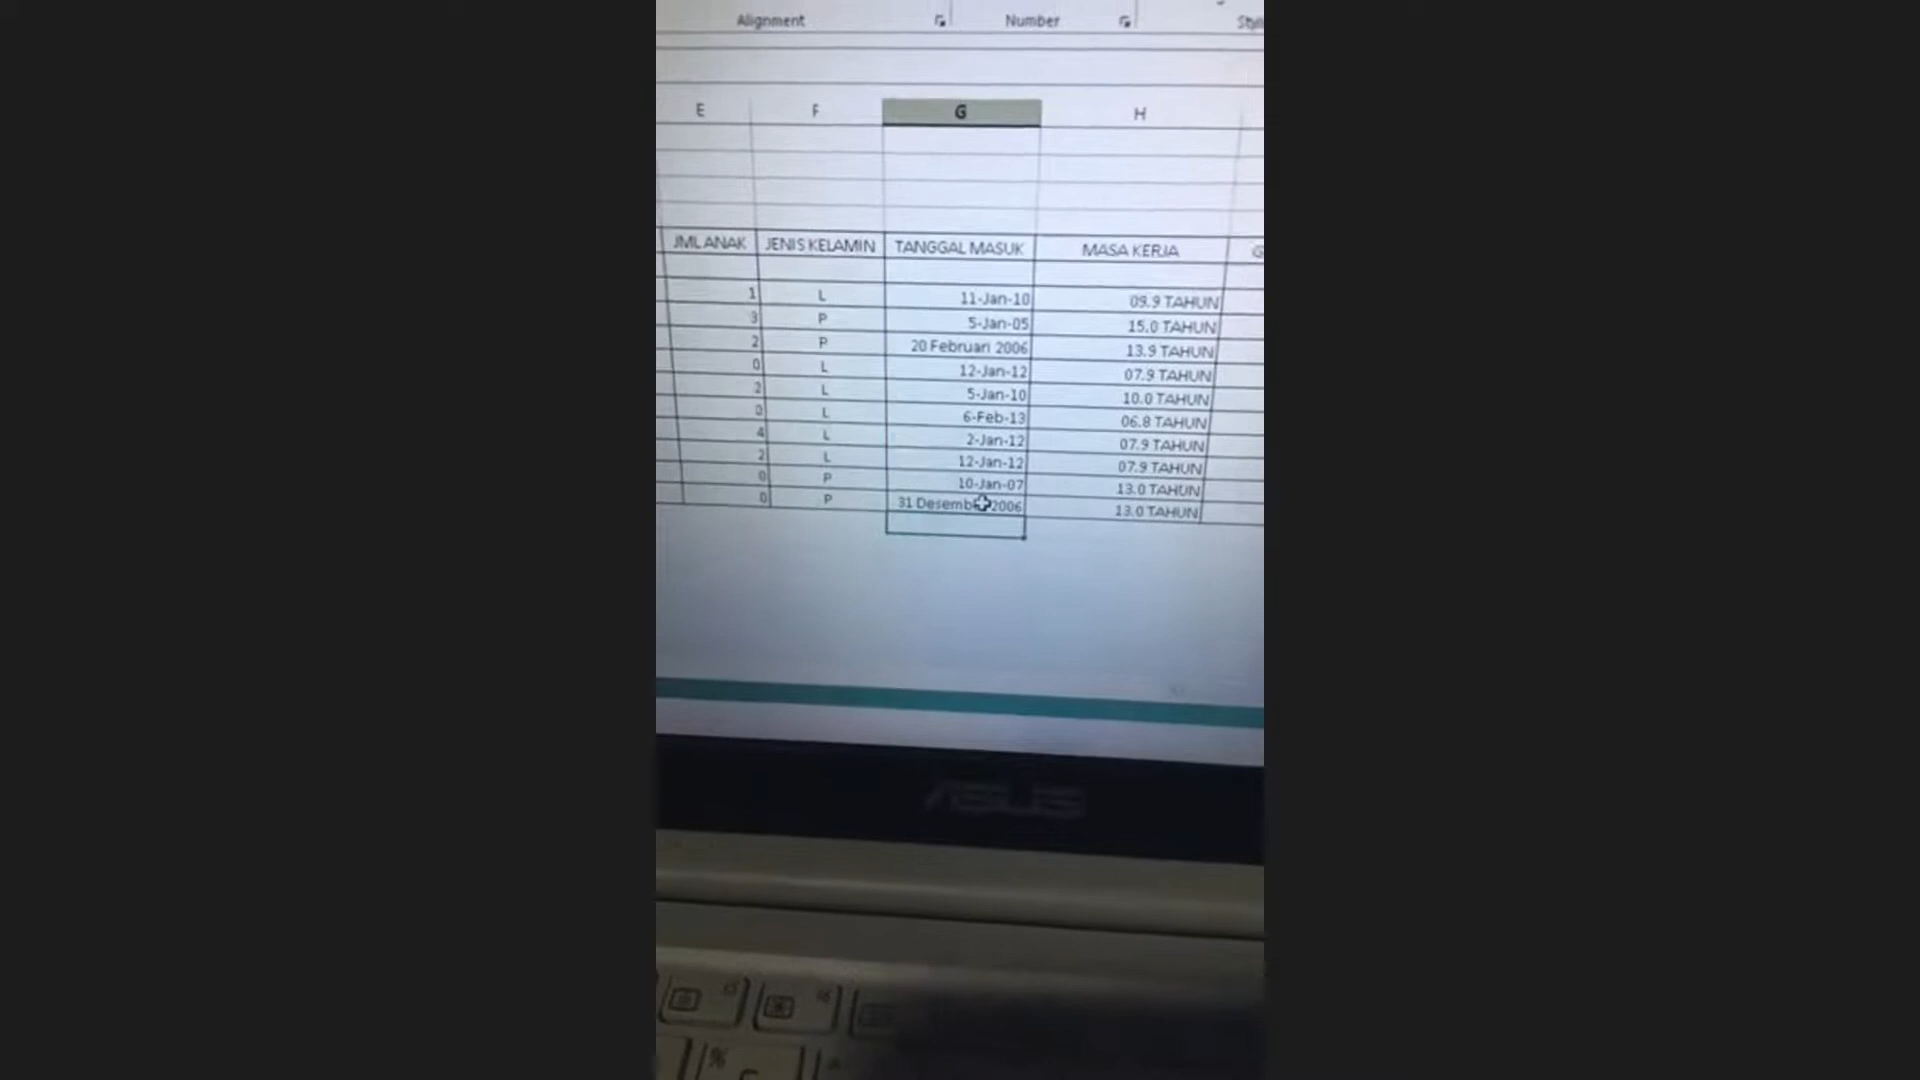 Alignment Number
E F G H
JML ANAK JENIS KELAMIN TANGGAL MASUK MASA KERJA G
1 L 11-Jan-10 09.9 TAHUN
3 P 5-Jan-05 15.0 TAHUN
2 P 20 Februari 2006 13.9 TAHUN
0 L 12-Jan-12 07.9 TAHUN
2 L 5-Jan-10 10.0 TAHUN
0 L 6-Feb-13 06.8 TAHUN
4 L 2-Jan-12 07.9 TAHUN
2 L 12-Jan-12 07.9 TAHUN
0 P 10-Jan-07 13.0 TAHUN
0 P 31 2006 13.0 TAHUN
ASUS
%